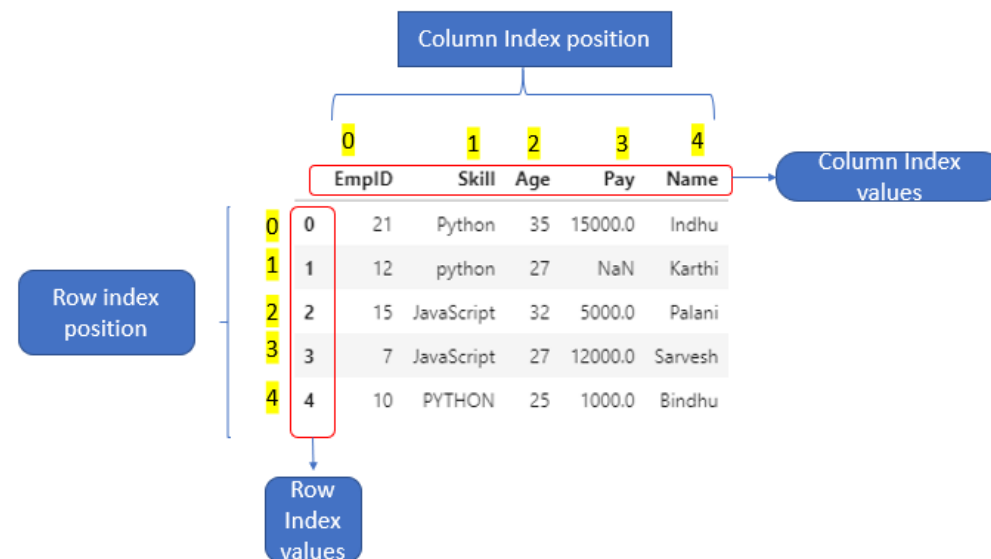 Column Index position
0 1 2 3 4
EmpID Skill Age Pay Name
Column Index
values
0 0 21 Python 35 15000.0 Indhu
1 1 12 python 27 NaN Karthi
Row index
position
2 2 15 JavaScript 32 5000.0 Palani
3 3 7 JavaScript 27 12000.0 Sarvesh
4 4 10 PYTHON 25 1000.0 Bindhu
Row
Index
values